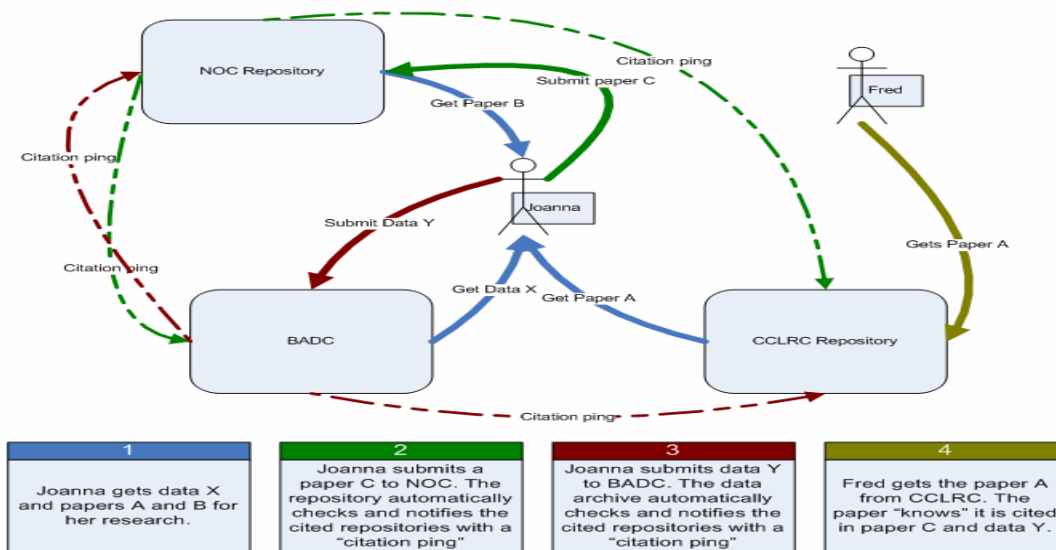 Citation ping
NOC Repository
Submit paper C
Fred
Get Paper B
Citation ping
Joanna
Submit Data Y
Gets Paper A
Citation ping
Get Data X
Get Paper A
BADC
CCLRC Repository
Citation ping
1
Joanna gets data X
and papers A and B for
her research.
2
Joanna submits a
paper C to NOC. The
repository automatically
checks and notifies the
cited repositories with a
“citation ping”
3
Joanna submits data Y
to BADC. The data
archive automatically
checks and notifies the
cited repositories with a
“citation ping”
4
Fred gets the paper A
from CCLRC. The
paper “knows” it is cited
in paper C and data Y.